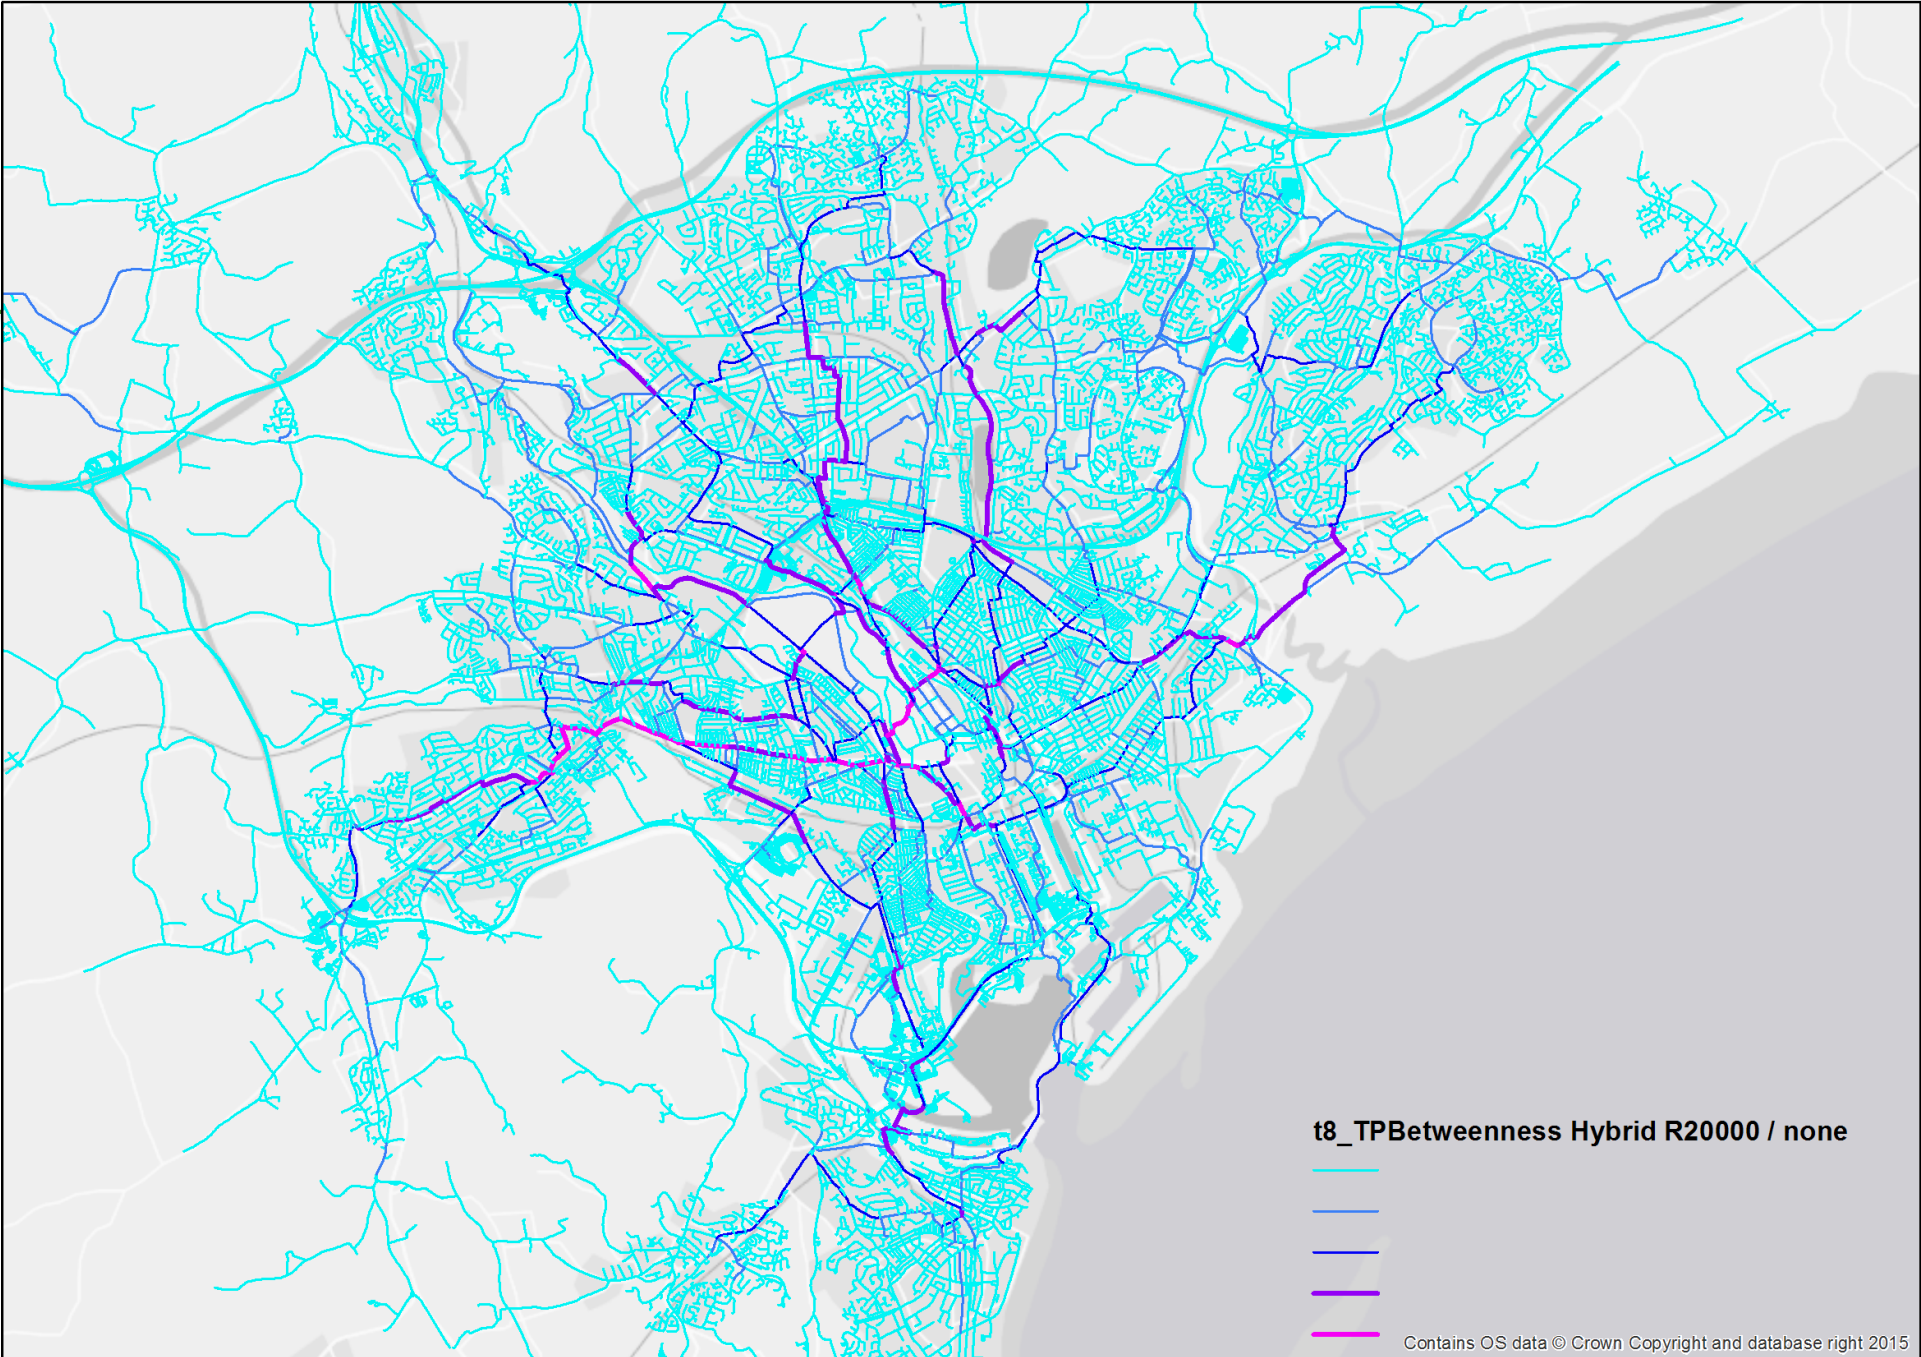 t8_TPBetweenness Hybrid R20000 / none
Contains OS data © Crown Copyright and database right 2015